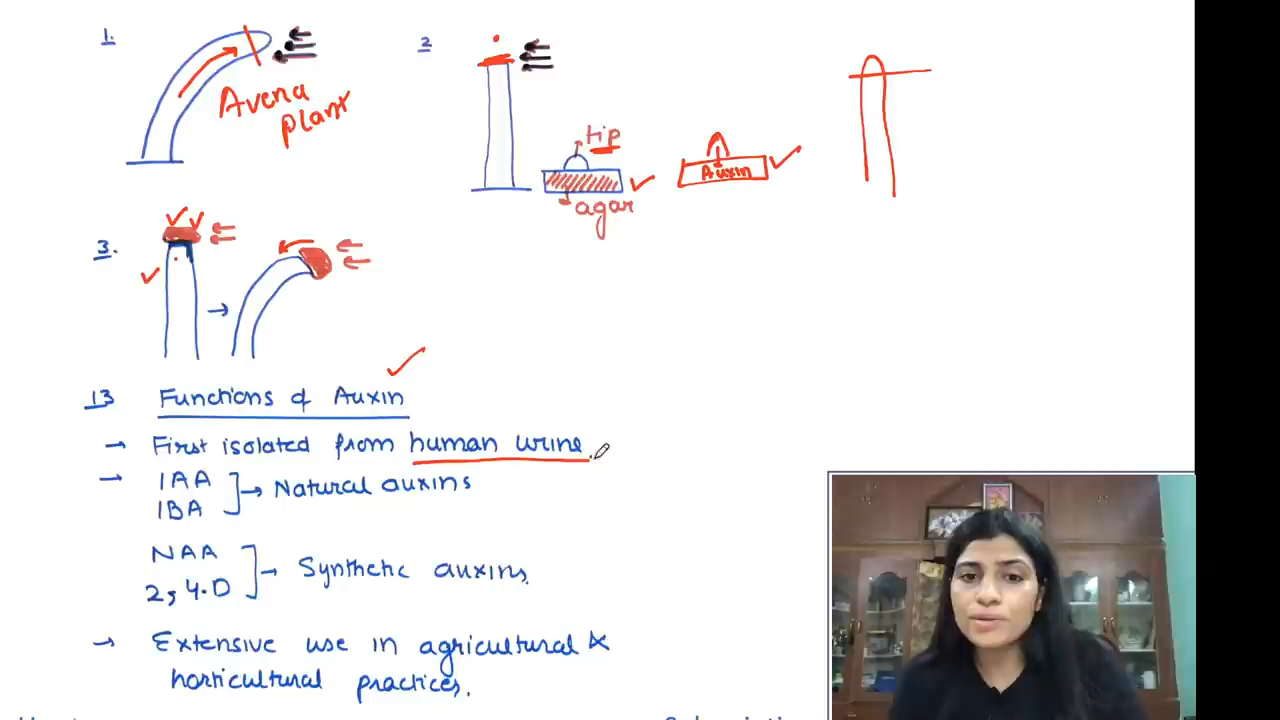 1.
Avena
plant
2
tip
agar
Auxin
3.
13 Functions of Auxin
→ First isolated from human urine.
→ IAA
IBA
→ Natural auxins
NAA
2,4-D
→ Synthetic auxins
→ Extensive use in agricultural &
horticultural practices.